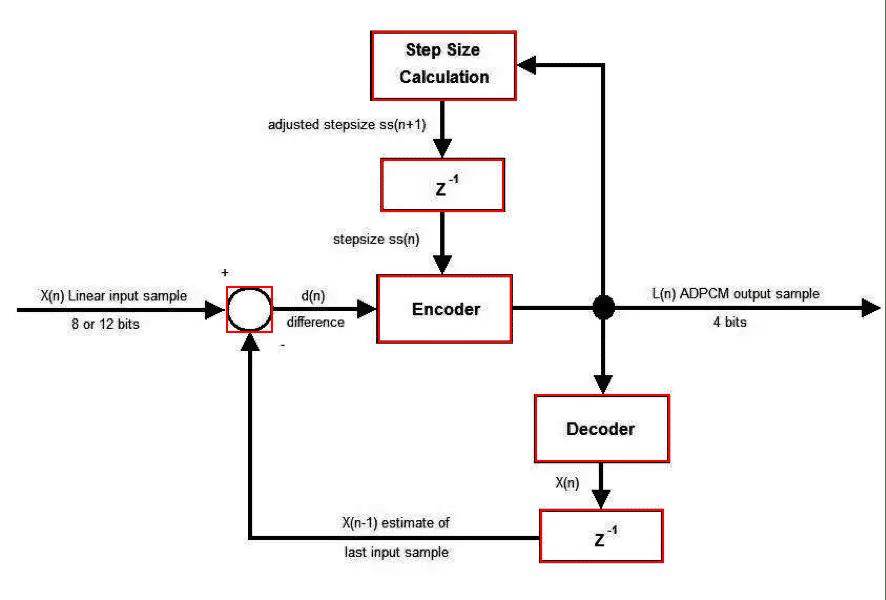 Step Size
Calculation
adjusted stepsize ss(n+1)
Z -1
stepsize ss(n)
+
X(n) Linear input sample
8 or 12 bits
d(n)
difference
Encoder
L(n) ADPCM output sample
4 bits
-
Decoder
X(n)
X(n-1) estimate of
last input sample
Z -1